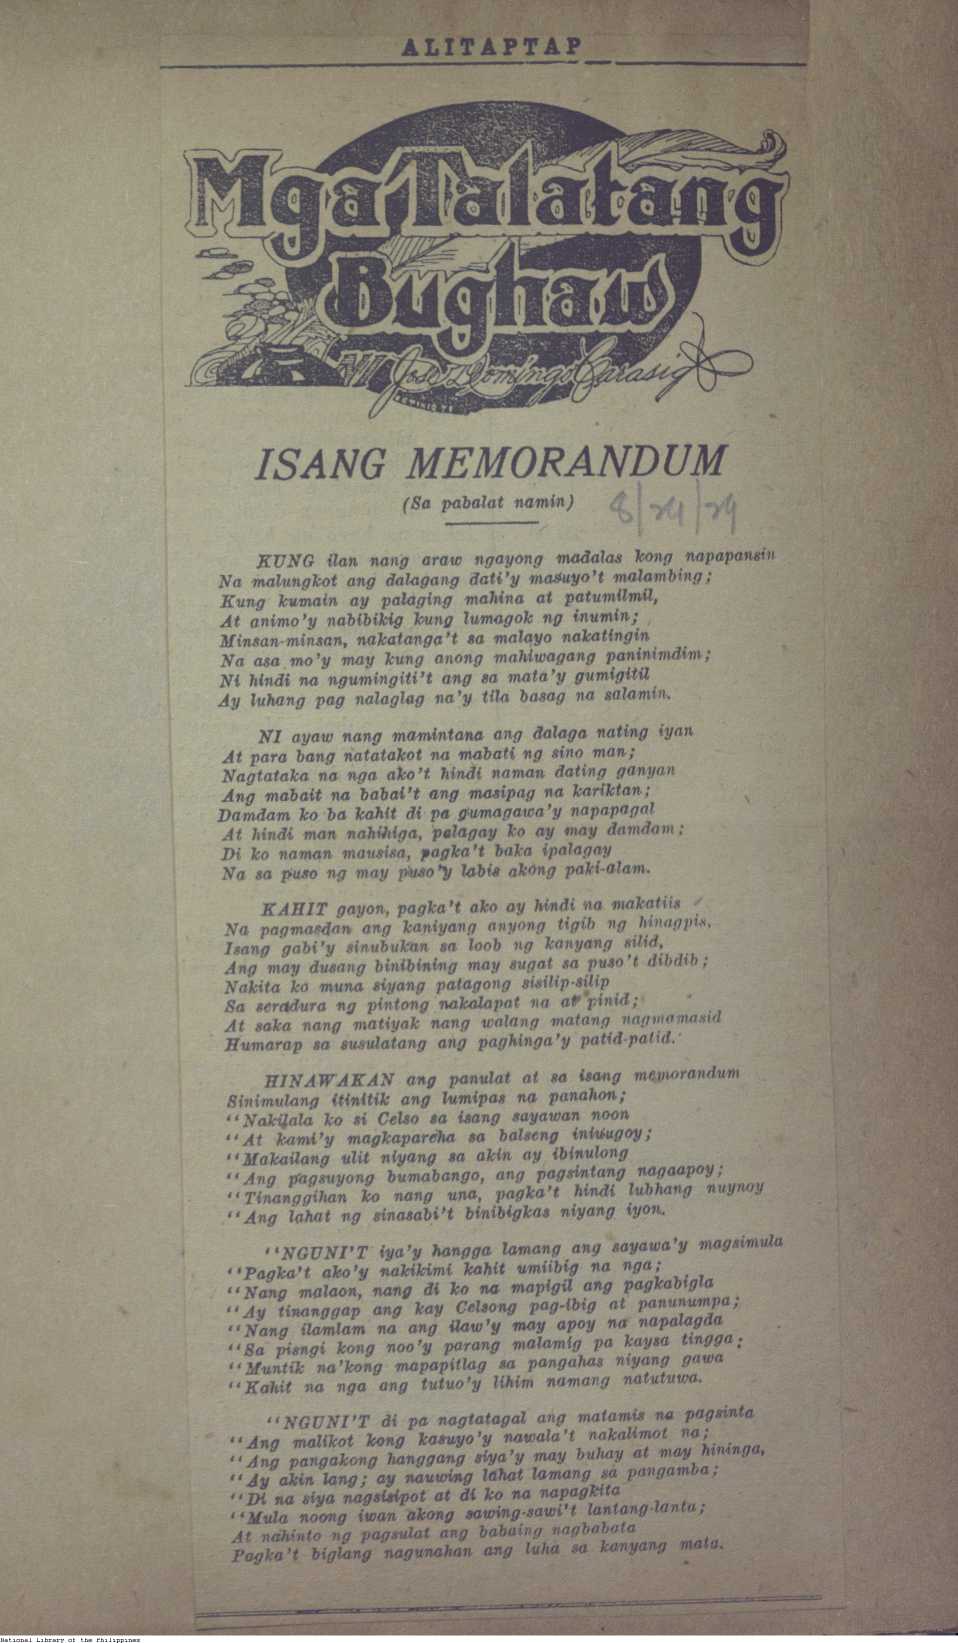 ALITAPTAP
Mga Talatang
Bughaw
VII Jose Domingo Carasig
ISANG MEMORANDUM
(Sa pabalat namin)
8/24/29
KUNG ilan nang araw ngayong madalas kong napapansin
Na malungkot ang dalagang dati'y masuyo't malambing;
Kung kumain ay palaging mahina at patumilmil,
At animo'y nabibikig kung lumagok ng inumin;
Minsan-minsan, nakatanga't sa malayo nakatingin
Na asa mo'y may kung anong mahiwagang paninimdim;
Ni hindi na ngumingiti't ang sa mata'y gumigitil
Ay luhang pag nalaglag na'y tila basag na salamin.
NI ayaw nang mamintana ang dalaga nating iyan
At para bang natatakot na mabati ng sino man;
Nagtataka na nga ako't hindi naman dating ganyan
Ang mabait na babai't ang masipag na kariktan;
Damdam ko ba kahit di pa gumagawa'y napapagal
At hindi man nahihiga, palagay ko ay may damdam;
Di ko naman mausisa, pagka't baka ipalagay
Na sa puso ng may puso'y labis akong paki-alam.
KAHIT gayon, pagka't ako ay hindi na makatiis
Na pagmasdan ang kaniyang anyong tigib ng hinagpis,
Isang gabi'y sinubukan sa loob ng kanyang silid,
Ang may dusang binibining may sugat sa puso't dibdib;
Nakita ko muna siyang patagong sisilip-silip
Sa seradura ng pintong nakalapat na at pinid;
At saka nang matiyak nang walang matang nagmamasid
Humarap sa susulatang ang paghinga'y patid-patid.
HINAWAKAN ang panulat at sa isang memorandum
Sinimulang itinitik ang lumipas na panahon;
"Nakilala ko si Celso sa isang sayawan noon
"At kami'y magkapareha sa balseng iniuugoy;
"Makailang ulit niyang sa akin ay ibinulong
"Ang pagsuyong bumabango, ang pagsintang nagaapoy;
"Tinanggihan ko nang una, pagka't hindi lubhang nuynoy
"Ang lahat ng sinasabi't binibigkas niyang iyon.
"NGUNI'T iya'y hangga lamang ang sayawa'y magsimula
"Pagka't ako'y nakikimi kahit umiibig na nga;
"Nang malaon, nang di ko na mapigil ang pagkabigla
"Ay tinanggap ang kay Celsong pag-ibig at panunumpa;
"Nang ilamlam na ang ilaw'y may apoy na napalagda
"Sa pisngi kong noo'y parang malamig pa kaysa tingga;
"Muntik na'kong mapapitlag sa pangahas niyang gawa
"Kahit na nga ang tutuo'y lihim namang natutuwa.
"NGUNI'T di pa nagtatagal ang matamis na pagsinta
"Ang malikot kong kasuyo'y nawala't nakalimot na;
"Ang pangakong hanggang siya'y may buhay at may hininga,
"Ay akin lang; ay nauwing lahat lamang sa pangamba;
"Di na siya nagsisipot at di ko na napagkita
"Mula noong iwan akong sawing-sawi't lantang-lanta;
At nahinto ng pagsulat ang babaing nagbabata
Pagka't biglang nagunahan ang luha sa kanyang mata.
National Library of the Philippines